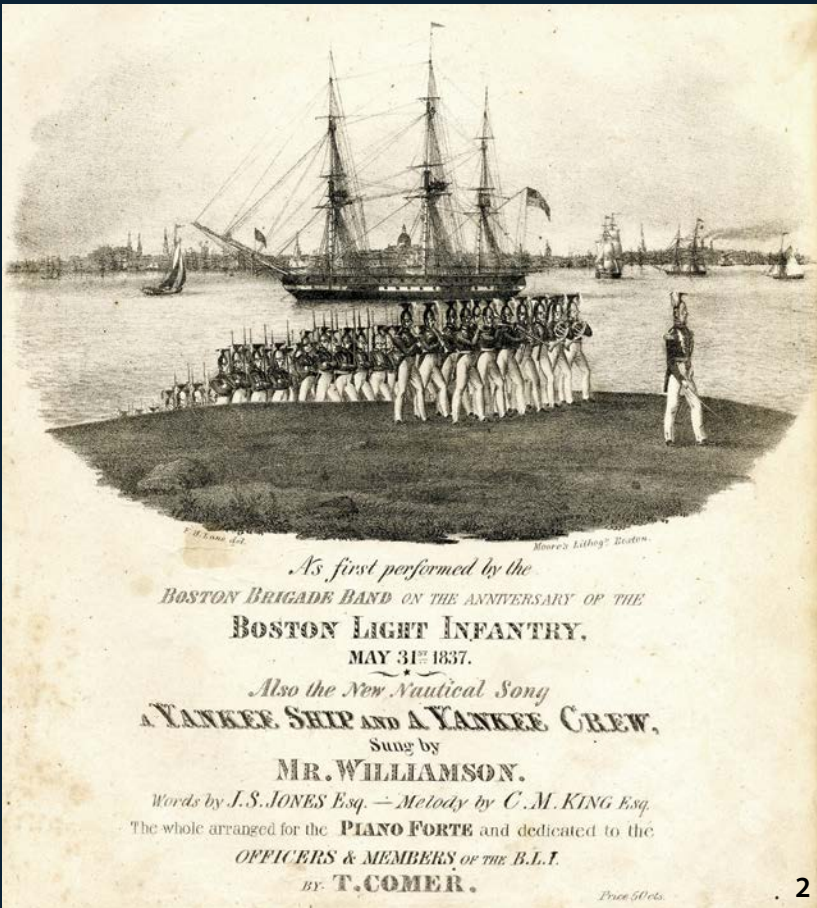 F.H. Lane del.
Moore's Lithogy. Boston.
As first performed by the
BOSTON BRIGADE BAND ON THE ANNIVERSARY OF THE
BOSTON LIGHT INFANTRY,
MAY 31ST 1837.
Also the New Nautical Song
A YANKEE SHIP AND A YANKEE CREW,
Sung by
MR. WILLIAMSON.
Words by J.S. JONES Esq. — Melody by C.M. KING Esq.
The whole arranged for the PIANO FORTE and dedicated to the
OFFICERS & MEMBERS OF THE B.L.I.
BY T. COMER.
Price 50 cts.
2